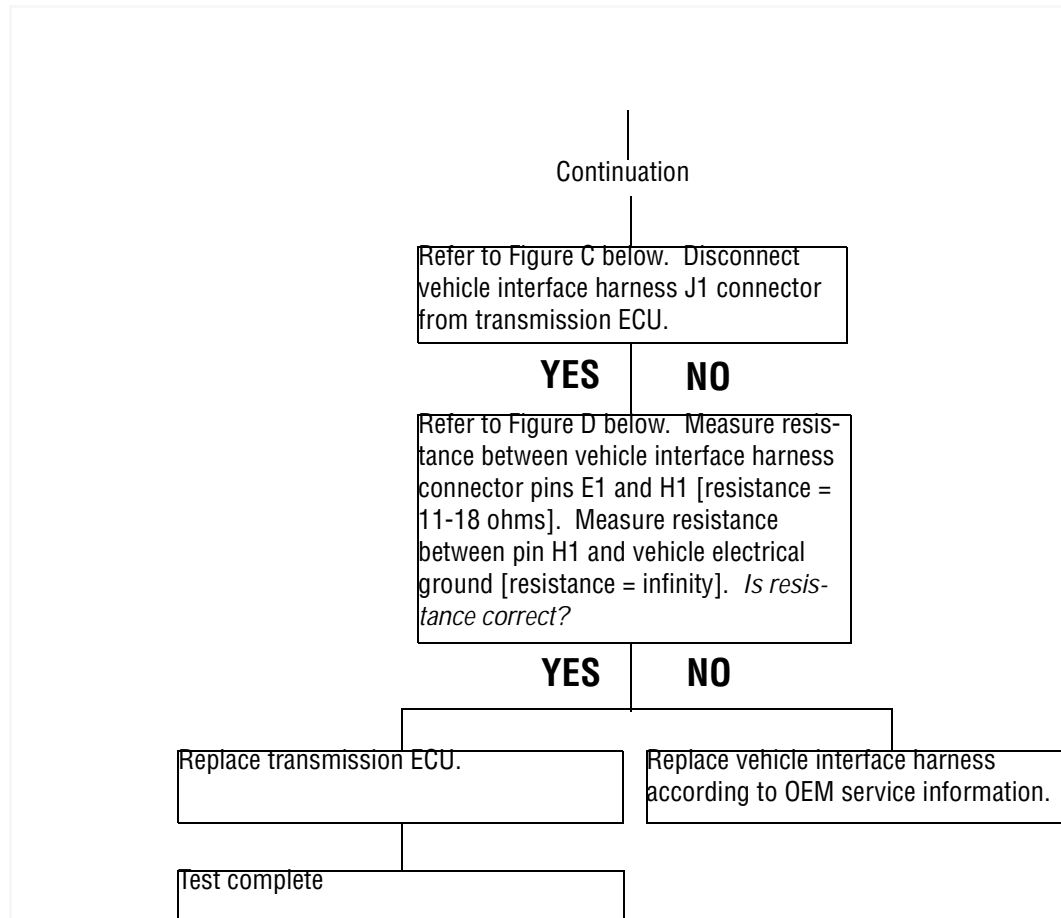 Continuation
Refer to Figure C below.  Disconnect
vehicle interface harness J1 connector
from transmission ECU.
YES NO
Refer to Figure D below.  Measure resis-
tance between vehicle interface harness
connector pins E1 and H1 [resistance =
11-18 ohms].  Measure resistance
between pin H1 and vehicle electrical
ground [resistance = infinity].  Is resis-
tance correct?
YES NO
Replace transmission ECU.
Replace vehicle interface harness
according to OEM service information.
Test complete